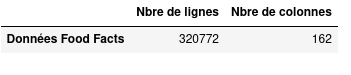 Nbre de lignes Nbre de colonnes
Données Food Facts 320772 162